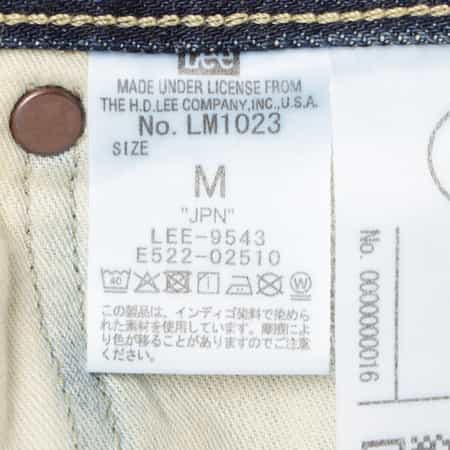 Lee
MADE UNDER LICENSE FROM
THE H.D.LEE COMPANY,INC.,U.S.A.
No. LM1023
SIZE
M
"JPN"
LEE-9543
E522-02510
40
この製品は、インディゴ染料で染めら
れた素材を使用しています。摩擦によ
り色が移ることがありますのでご注意
ください。
No. 0000000016